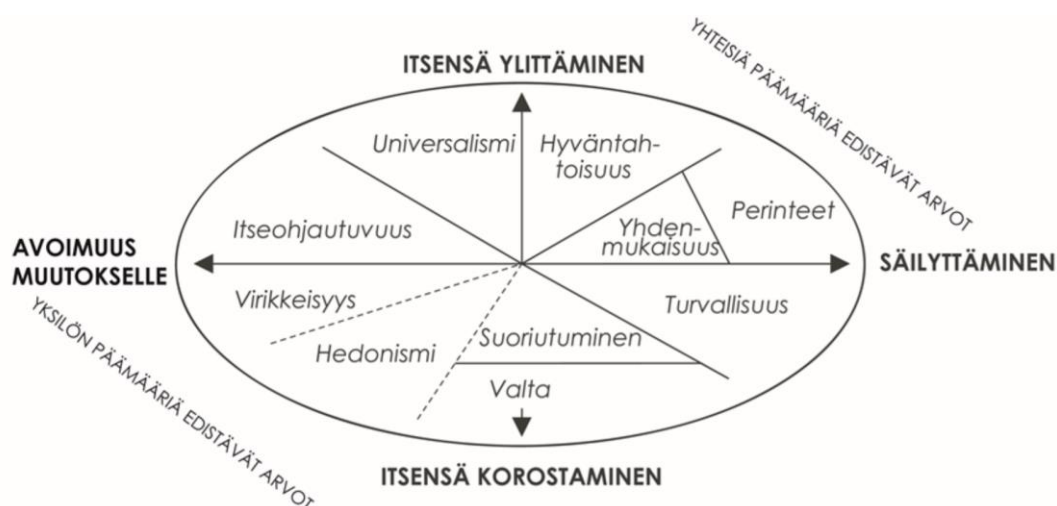 YHTEISIÄ PÄÄMÄÄRIÄ EDISTÄVÄT ARVOT
ITSENSÄ YLITTÄMINEN
Universalismi
Hyväntah-
toisuus
Perinteet
Yhden-
mukaisuus
Itseohjautuvuus
AVOIMUUS
MUUTOKSELLE
SÄILYTTÄMINEN
Virikkeisyys
Turvallisuus
Suoriutuminen
Hedonismi
Valta
YKSILÖN PÄÄMÄÄRIÄ EDISTÄVÄT ARVOT
ITSENSÄ KOROSTAMINEN